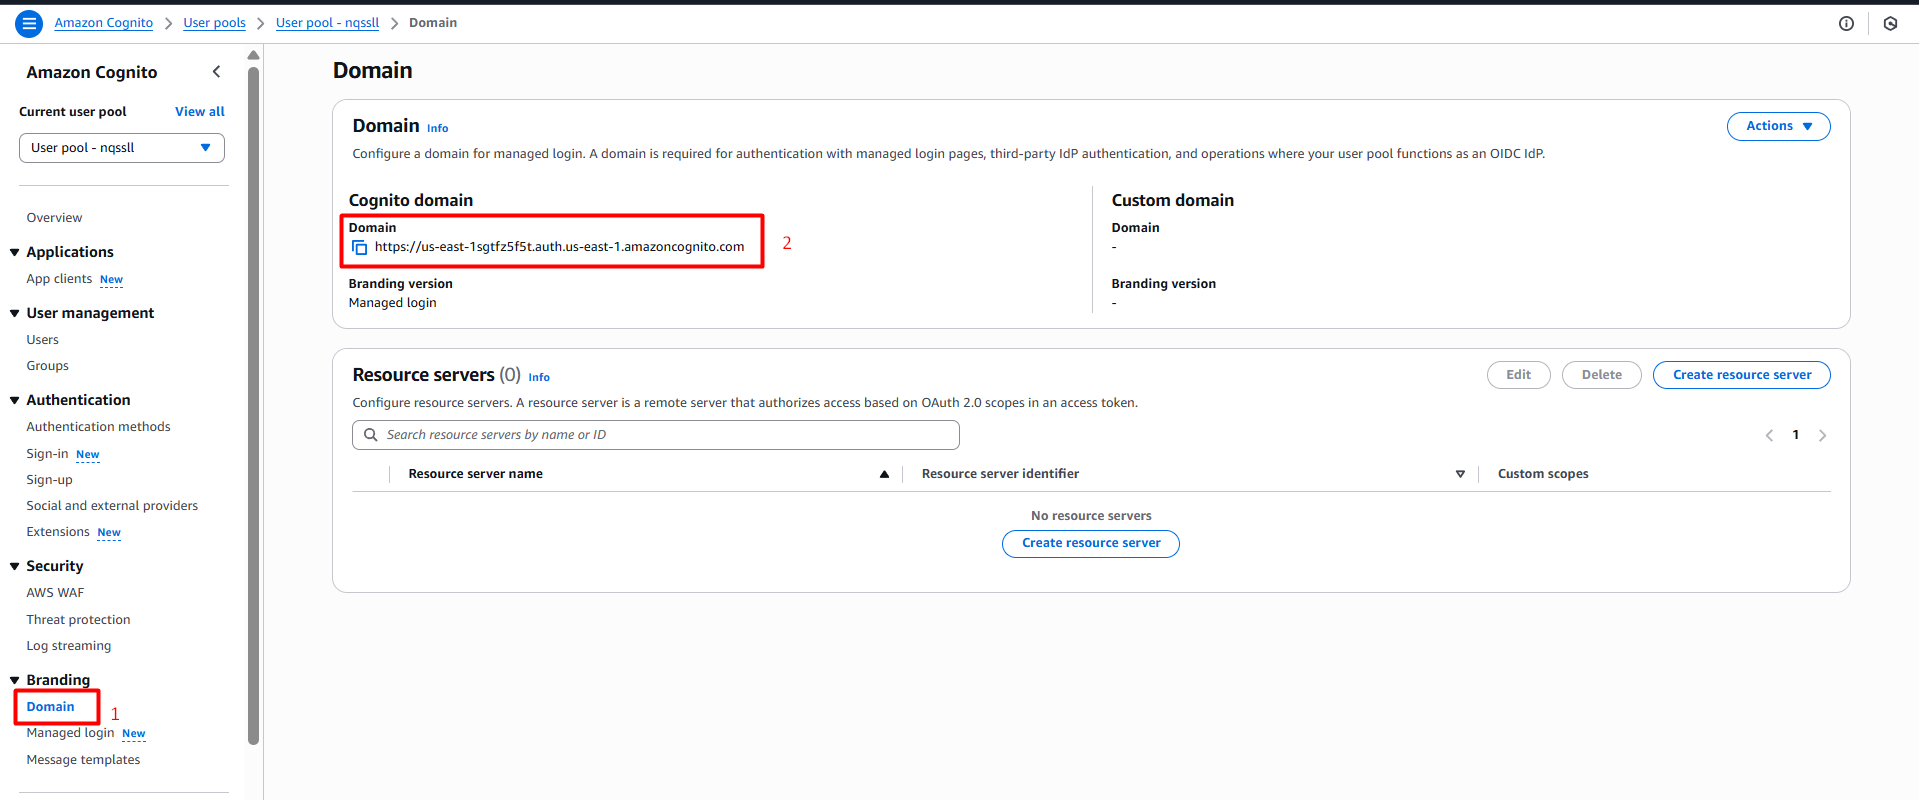 Amazon Cognito > User pools > User pool - nqssll > Domain
Amazon Cognito
Current user pool View all
User pool - nqssll
Overview
Applications
App clients New
User management
Users
Groups
Authentication
Authentication methods
Sign-in New
Sign-up
Social and external providers
Extensions New
Security
AWS WAF
Threat protection
Log streaming
Branding
Domain 1
Managed login New
Message templates
Domain
Domain Info
Actions
Configure a domain for managed login. A domain is required for authentication with managed login pages, third-party IdP authentication, and operations where your user pool functions as an OIDC IdP.
Cognito domain
Domain
https://us-east-1sgtfz5f5t.auth.us-east-1.amazoncognito.com 2
Branding version
Managed login
Custom domain
Domain
-
Branding version
-
Resource servers (0) Info
Edit Delete Create resource server
Configure resource servers. A resource server is a remote server that authorizes access based on OAuth 2.0 scopes in an access token.
Search resource servers by name or ID
1
Resource server name Resource server identifier Custom scopes
No resource servers
Create resource server